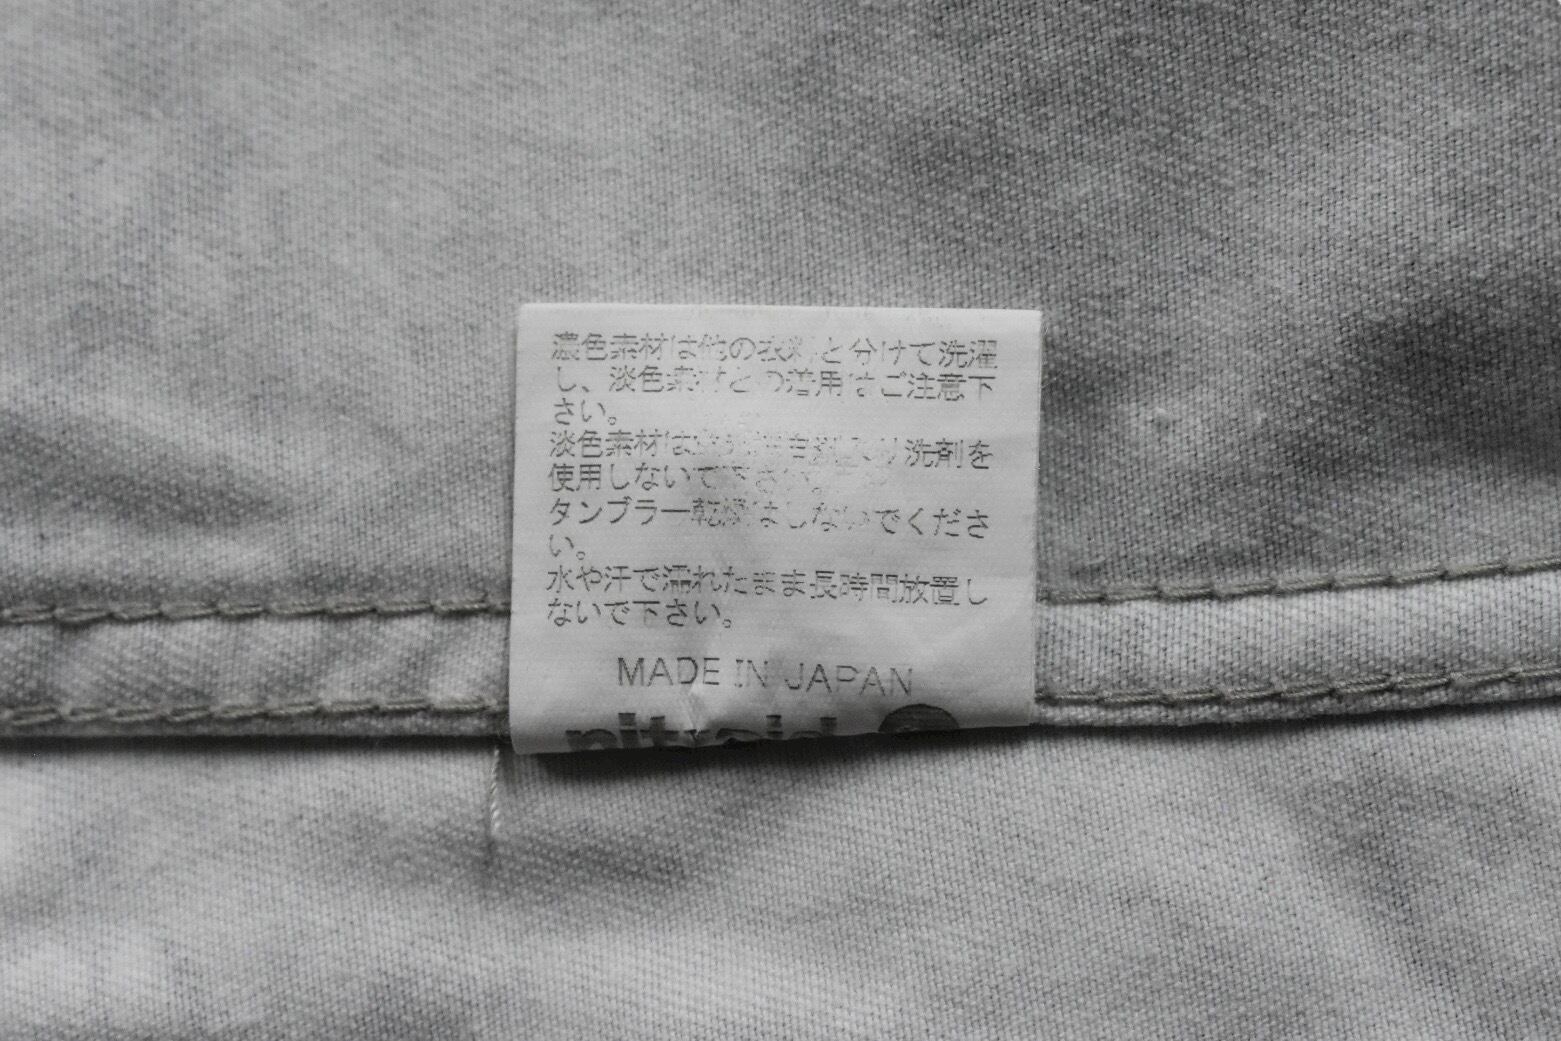 濃色素材は他の衣料と分けて洗濯
し、淡色素材との着用はご注意下
さい。
淡色素材は 洗剤を
使用しないで下さい。
タンブラー乾燥はしないでくださ
い。
水や汗で濡れたまま長時間放置し
ないで下さい。
MADE IN JAPAN